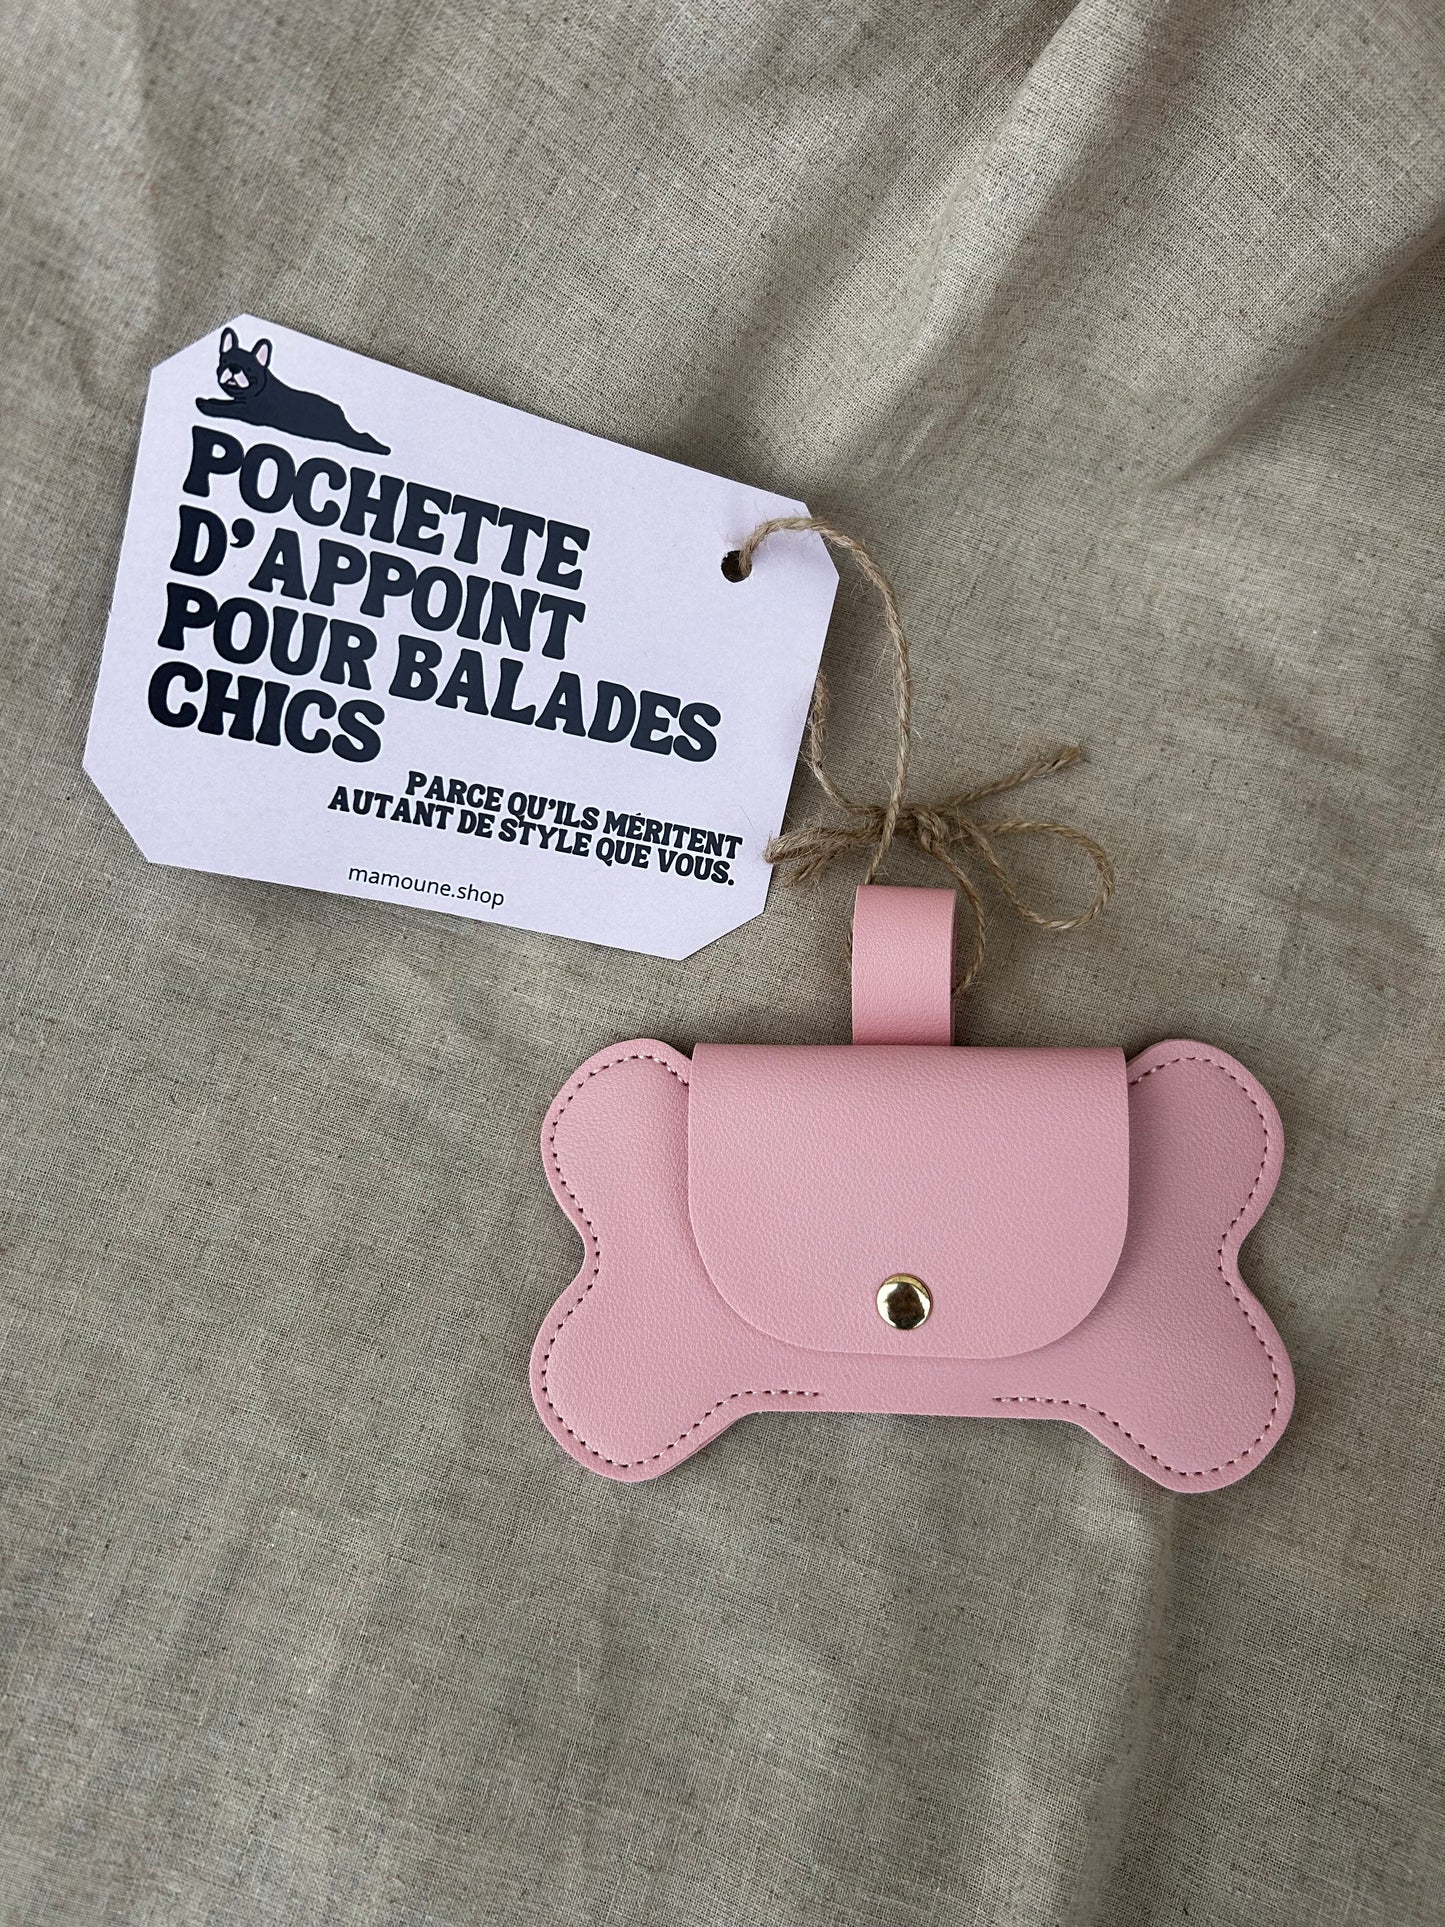 POCHETTE
D'APPOINT
POUR BALADES
CHICS
PARCE QU'ILS MÉRITENT
AUTANT DE STYLE QUE VOUS.
mamoune.shop